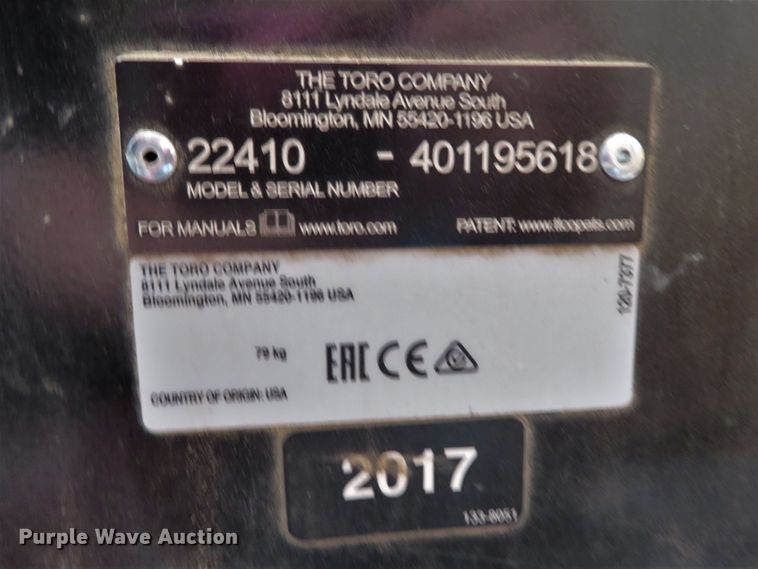 THE TORO COMPANY
8111 Lyndale Avenue South
Bloomington, MN 55420-1196 USA
22410 - 401195618
MODEL & SERIAL NUMBER
FOR MANUALS www.toro.com PATENT: www.ttcopats.com
THE TORO COMPANY
8111 Lyndale Avenue South
Bloomington, MN 55420-1196 USA
120-7377
79 kg
EAC CE
COUNTRY OF ORIGIN: USA
2017
133-8051
Purple Wave Auction